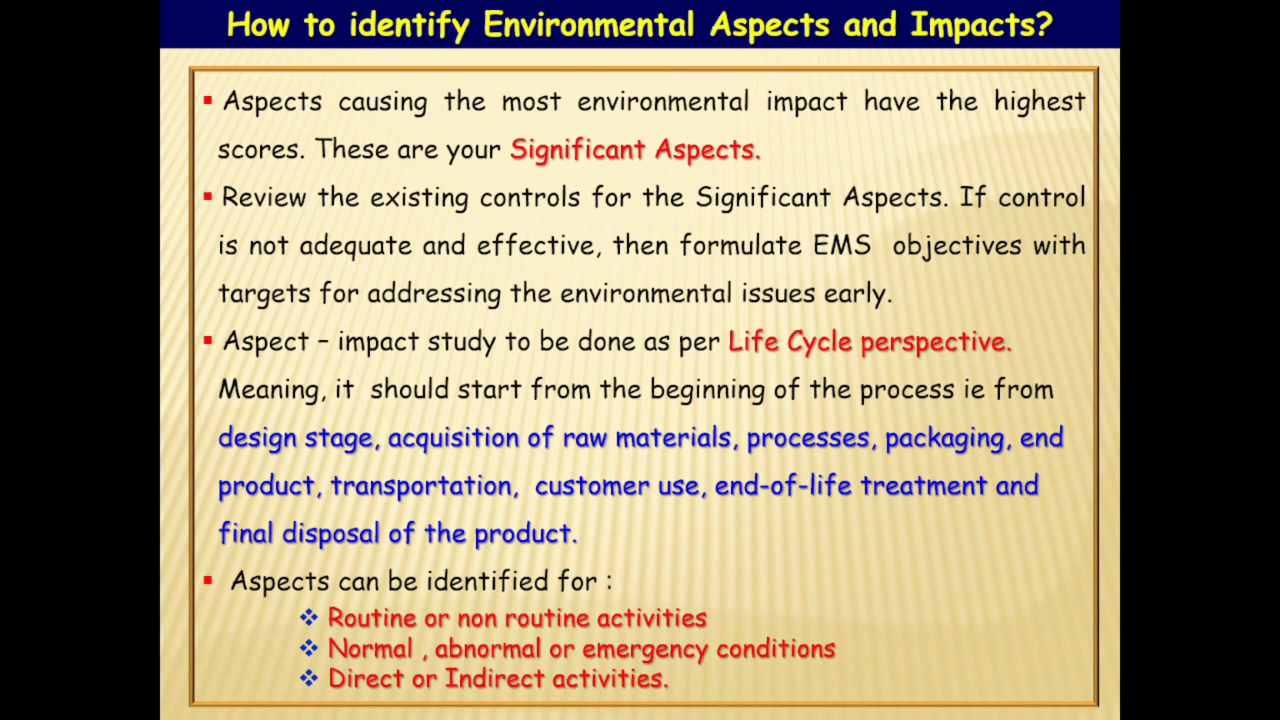 How to identify Environmental Aspects and Impacts?
▪ Aspects causing the most environmental impact have the highest
scores. These are your Significant Aspects.
▪ Review the existing controls for the Significant Aspects. If control
is not adequate and effective, then formulate EMS objectives with
targets for addressing the environmental issues early.
▪ Aspect – impact study to be done as per Life Cycle perspective.
Meaning, it should start from the beginning of the process ie from
design stage, acquisition of raw materials, processes, packaging, end
product, transportation, customer use, end-of-life treatment and
final disposal of the product.
▪ Aspects can be identified for :
❖ Routine or non routine activities
❖ Normal , abnormal or emergency conditions
❖ Direct or Indirect activities.